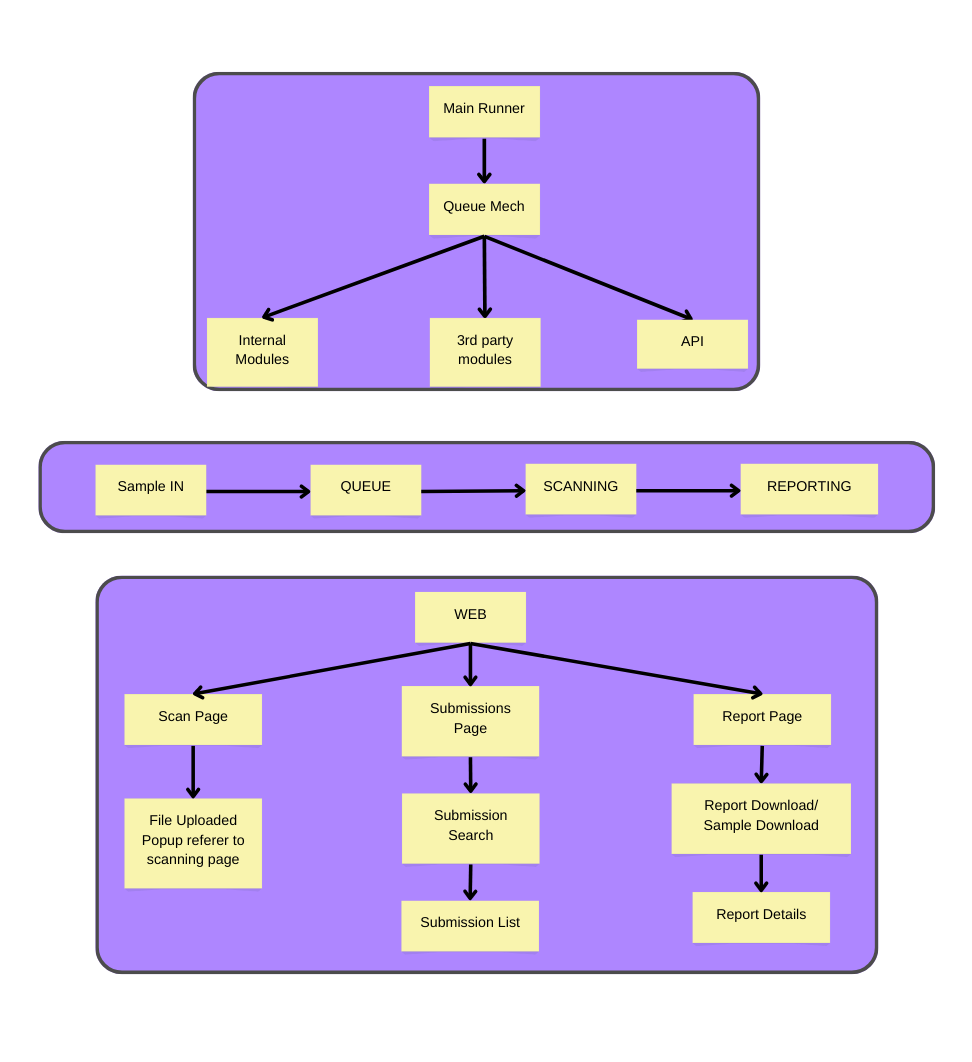 Main Runner
Queue Mech
Internal
Modules
3rd party
modules
API
Sample IN
QUEUE
SCANNING
REPORTING
WEB
Scan Page
Submissions
Page
Report Page
File Uploaded
Popup referer to
scanning page
Submission
Search
Report Download/
Sample Download
Submission List
Report Details